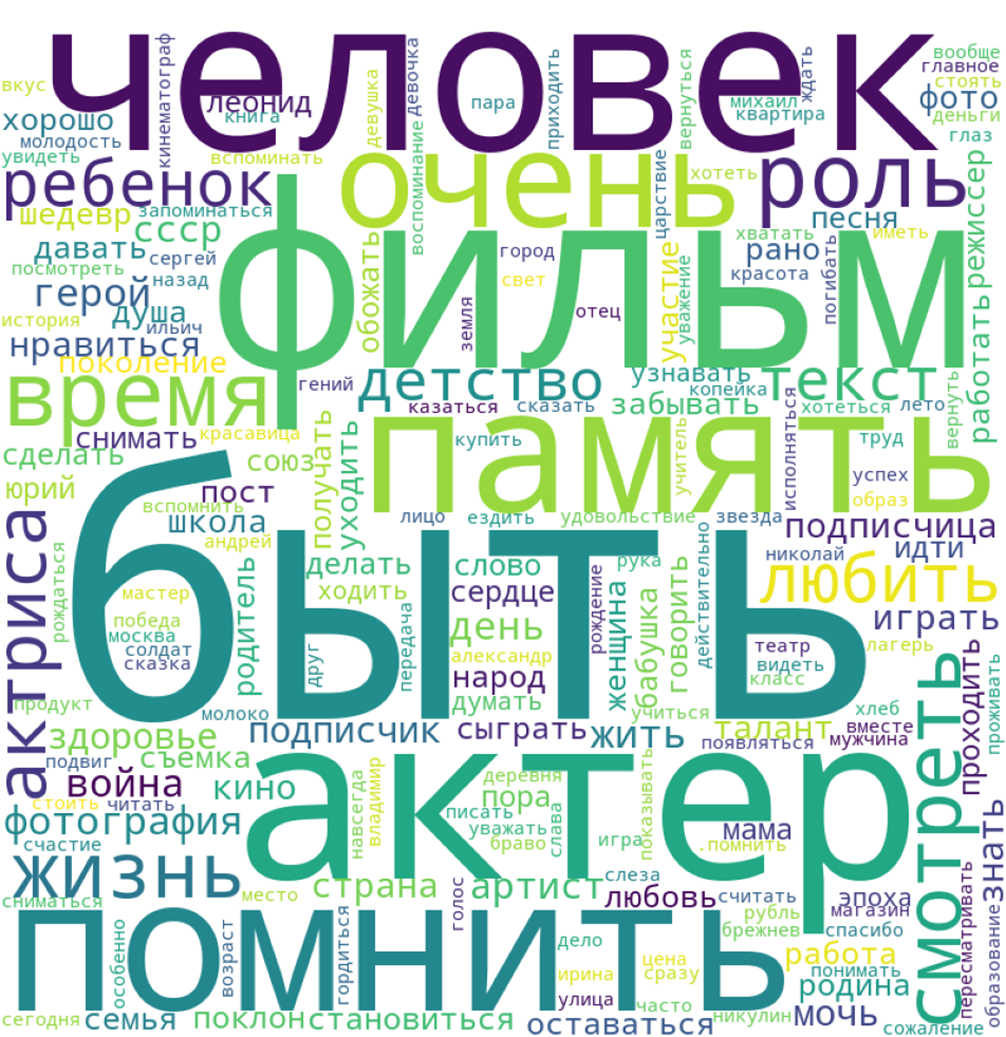 человек
вкус
кинематограф
леонид
книга
девушка
девочка
пара
приходить
вернуться
михаил
квартира
ждать
вообще
главное
стоять
фото
деньги
глаз
хорошо
молодость
увидеть
вспоминать
воспоминание
очень
царствие
хотеть
роль
режиссер
ребенок
шедевр
запоминаться
ссср
песня
давать
сергей
посмотреть
назад
герой
душа
ильич
история
нравиться
поколение
фильм
обожать
город
свет
земля
отец
участие
уважение
хватать
иметь
рано
красота
погибать
работать
время
гений
детство
узнавать
копейка
текст
казаться
сказать
забывать
хотеться
лето
вернуть
снимать
красавица
получать
уходить
память
купить
учитель
исполняться
труд
успех
образ
сделать
союз
юрий
пост
вспомнить
школа
андрей
лицо
ездить
удовольствие
звезда
подписчица
николай
идти
актриса
рождаться
быть
мастер
победа
москва
солдат
сказка
родитель
делать
ходить
друг
передача
слово
сердце
день
александр
народ
думать
рождение
рука
женщина
бабушка
говорить
действительно
любить
играть
театр
видеть
класс
лагерь
продукт
молоко
учиться
хлеб
вместе
мужчина
проходить
проживать
здоровье
подписчик
сыграть
жить
талант
появляться
смотреть
съемка
подвиг
война
кино
стоить
читать
фотография
счастие
актер
навсегда
владимир
деревня
пора
писать
уважать
браво
слава
игра
показывать
мама
помнить
знать
жизнь
сниматься
место
страна
артист
голос
слеза
любовь
считать
эпоха
рубль
магазин
брежнев
спасибо
пересматривать
образование
помнить
особенно
возраст
гордиться
дело
ирина
улица
цена
сразу
часто
работа
понимать
родина
сегодня
семья
поклон
становиться
оставаться
никулин
мочь
сожаление